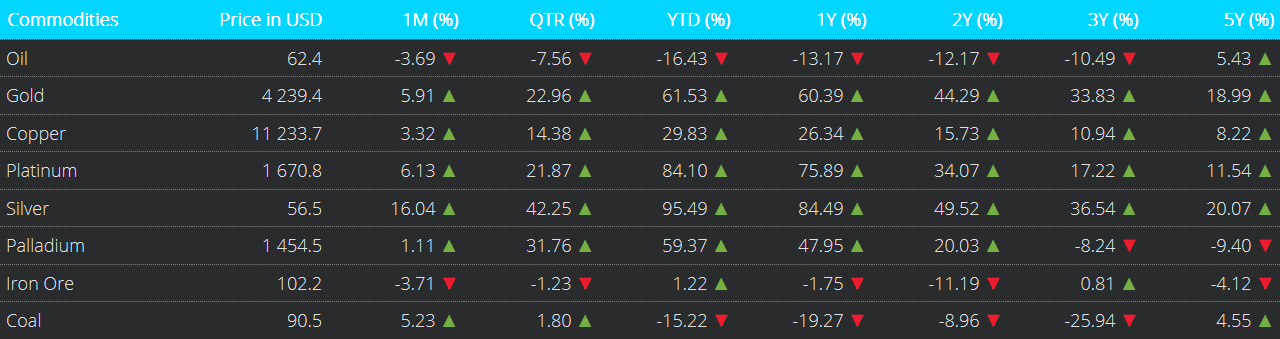 Commodities Price in USD 1M (%) QTR (%) YTD (%) 1Y (%) 2Y (%) 3Y (%) 5Y (%)
Oil 62.4 -3.69 ▼ -7.56 ▼ -16.43 ▼ -13.17 ▼ -12.17 ▼ -10.49 ▼ 5.43 ▲
Gold 4 239.4 5.91 ▲ 22.96 ▲ 61.53 ▲ 60.39 ▲ 44.29 ▲ 33.83 ▲ 18.99 ▲
Copper 11 233.7 3.32 ▲ 14.38 ▲ 29.83 ▲ 26.34 ▲ 15.73 ▲ 10.94 ▲ 8.22 ▲
Platinum 1 670.8 6.13 ▲ 21.87 ▲ 84.10 ▲ 75.89 ▲ 34.07 ▲ 17.22 ▲ 11.54 ▲
Silver 56.5 16.04 ▲ 42.25 ▲ 95.49 ▲ 84.49 ▲ 49.52 ▲ 36.54 ▲ 20.07 ▲
Palladium 1 454.5 1.11 ▲ 31.76 ▲ 59.37 ▲ 47.95 ▲ 20.03 ▲ -8.24 ▼ -9.40 ▼
Iron Ore 102.2 -3.71 ▼ -1.23 ▼ 1.22 ▲ -1.75 ▼ -11.19 ▼ 0.81 ▲ -4.12 ▼
Coal 90.5 5.23 ▲ 1.80 ▲ -15.22 ▼ -19.27 ▼ -8.96 ▼ -25.94 ▼ 4.55 ▲